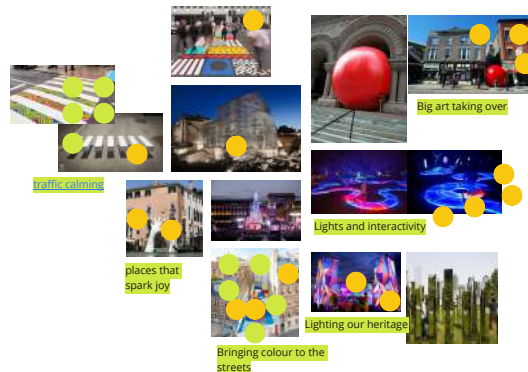 Big art taking over
traffic calming
Lights and interactivity
places that
spark joy
Lighting our heritage
Bringing colour to the
streets